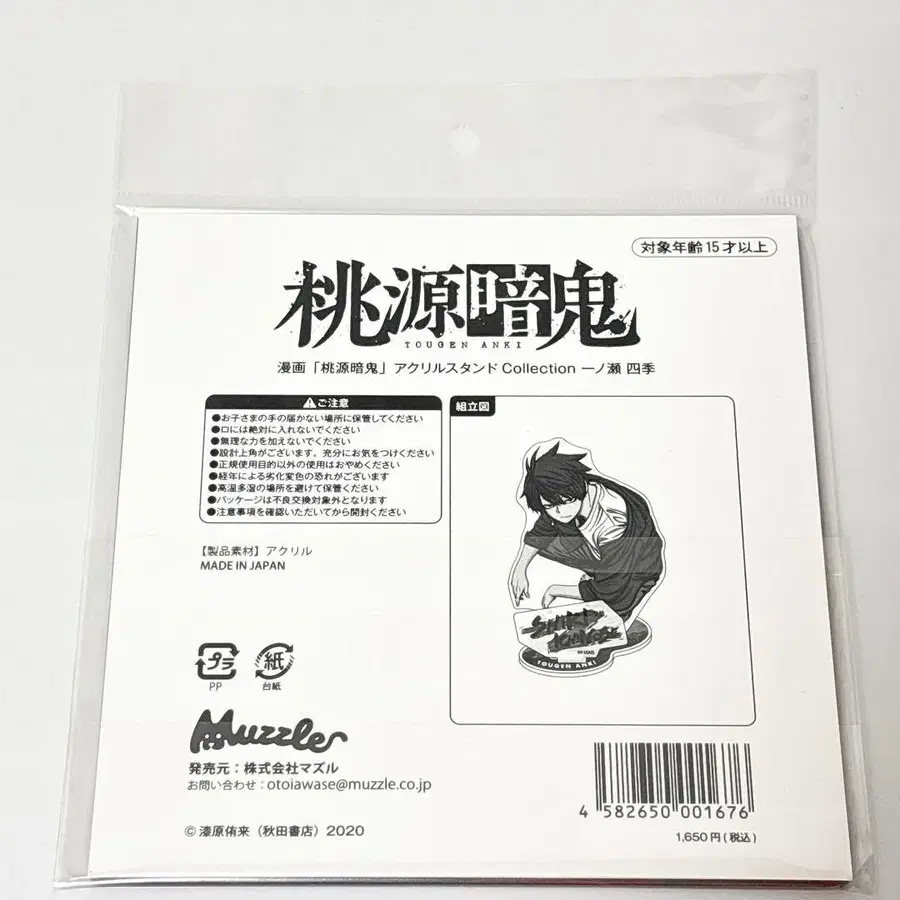 対象年齢15才以上
桃源暗鬼
TOUGEN ANKI
漫画「桃源暗鬼」アクリルスタンド Collection 一ノ瀬 四季
ご注意
●お子さまの手の届かない場所に保管してください
●口には絶対に入れないでください
●無理な力を加えないでください
●設計上角がございます。充分にお気をつけください
●正規使用目的以外の使用はおやめください
●経年による劣化変色の恐れがございます
●高温多湿の場所を避けて保管ください
●パッケージは不良交換対象外となります
●注意事項を確認いただいてから開封ください
組立図
SHIKI
ICHINOSE
TOUGEN ANKI
【製品素材】アクリル
MADE IN JAPAN
プラ
PP
紙
台紙
Muzzle
発売元:株式会社マズル
お問い合わせ:otoiawase@muzzle.co.jp
4 582650 001676
©漆原侑来(秋田書店)2020
1,650円(税込)